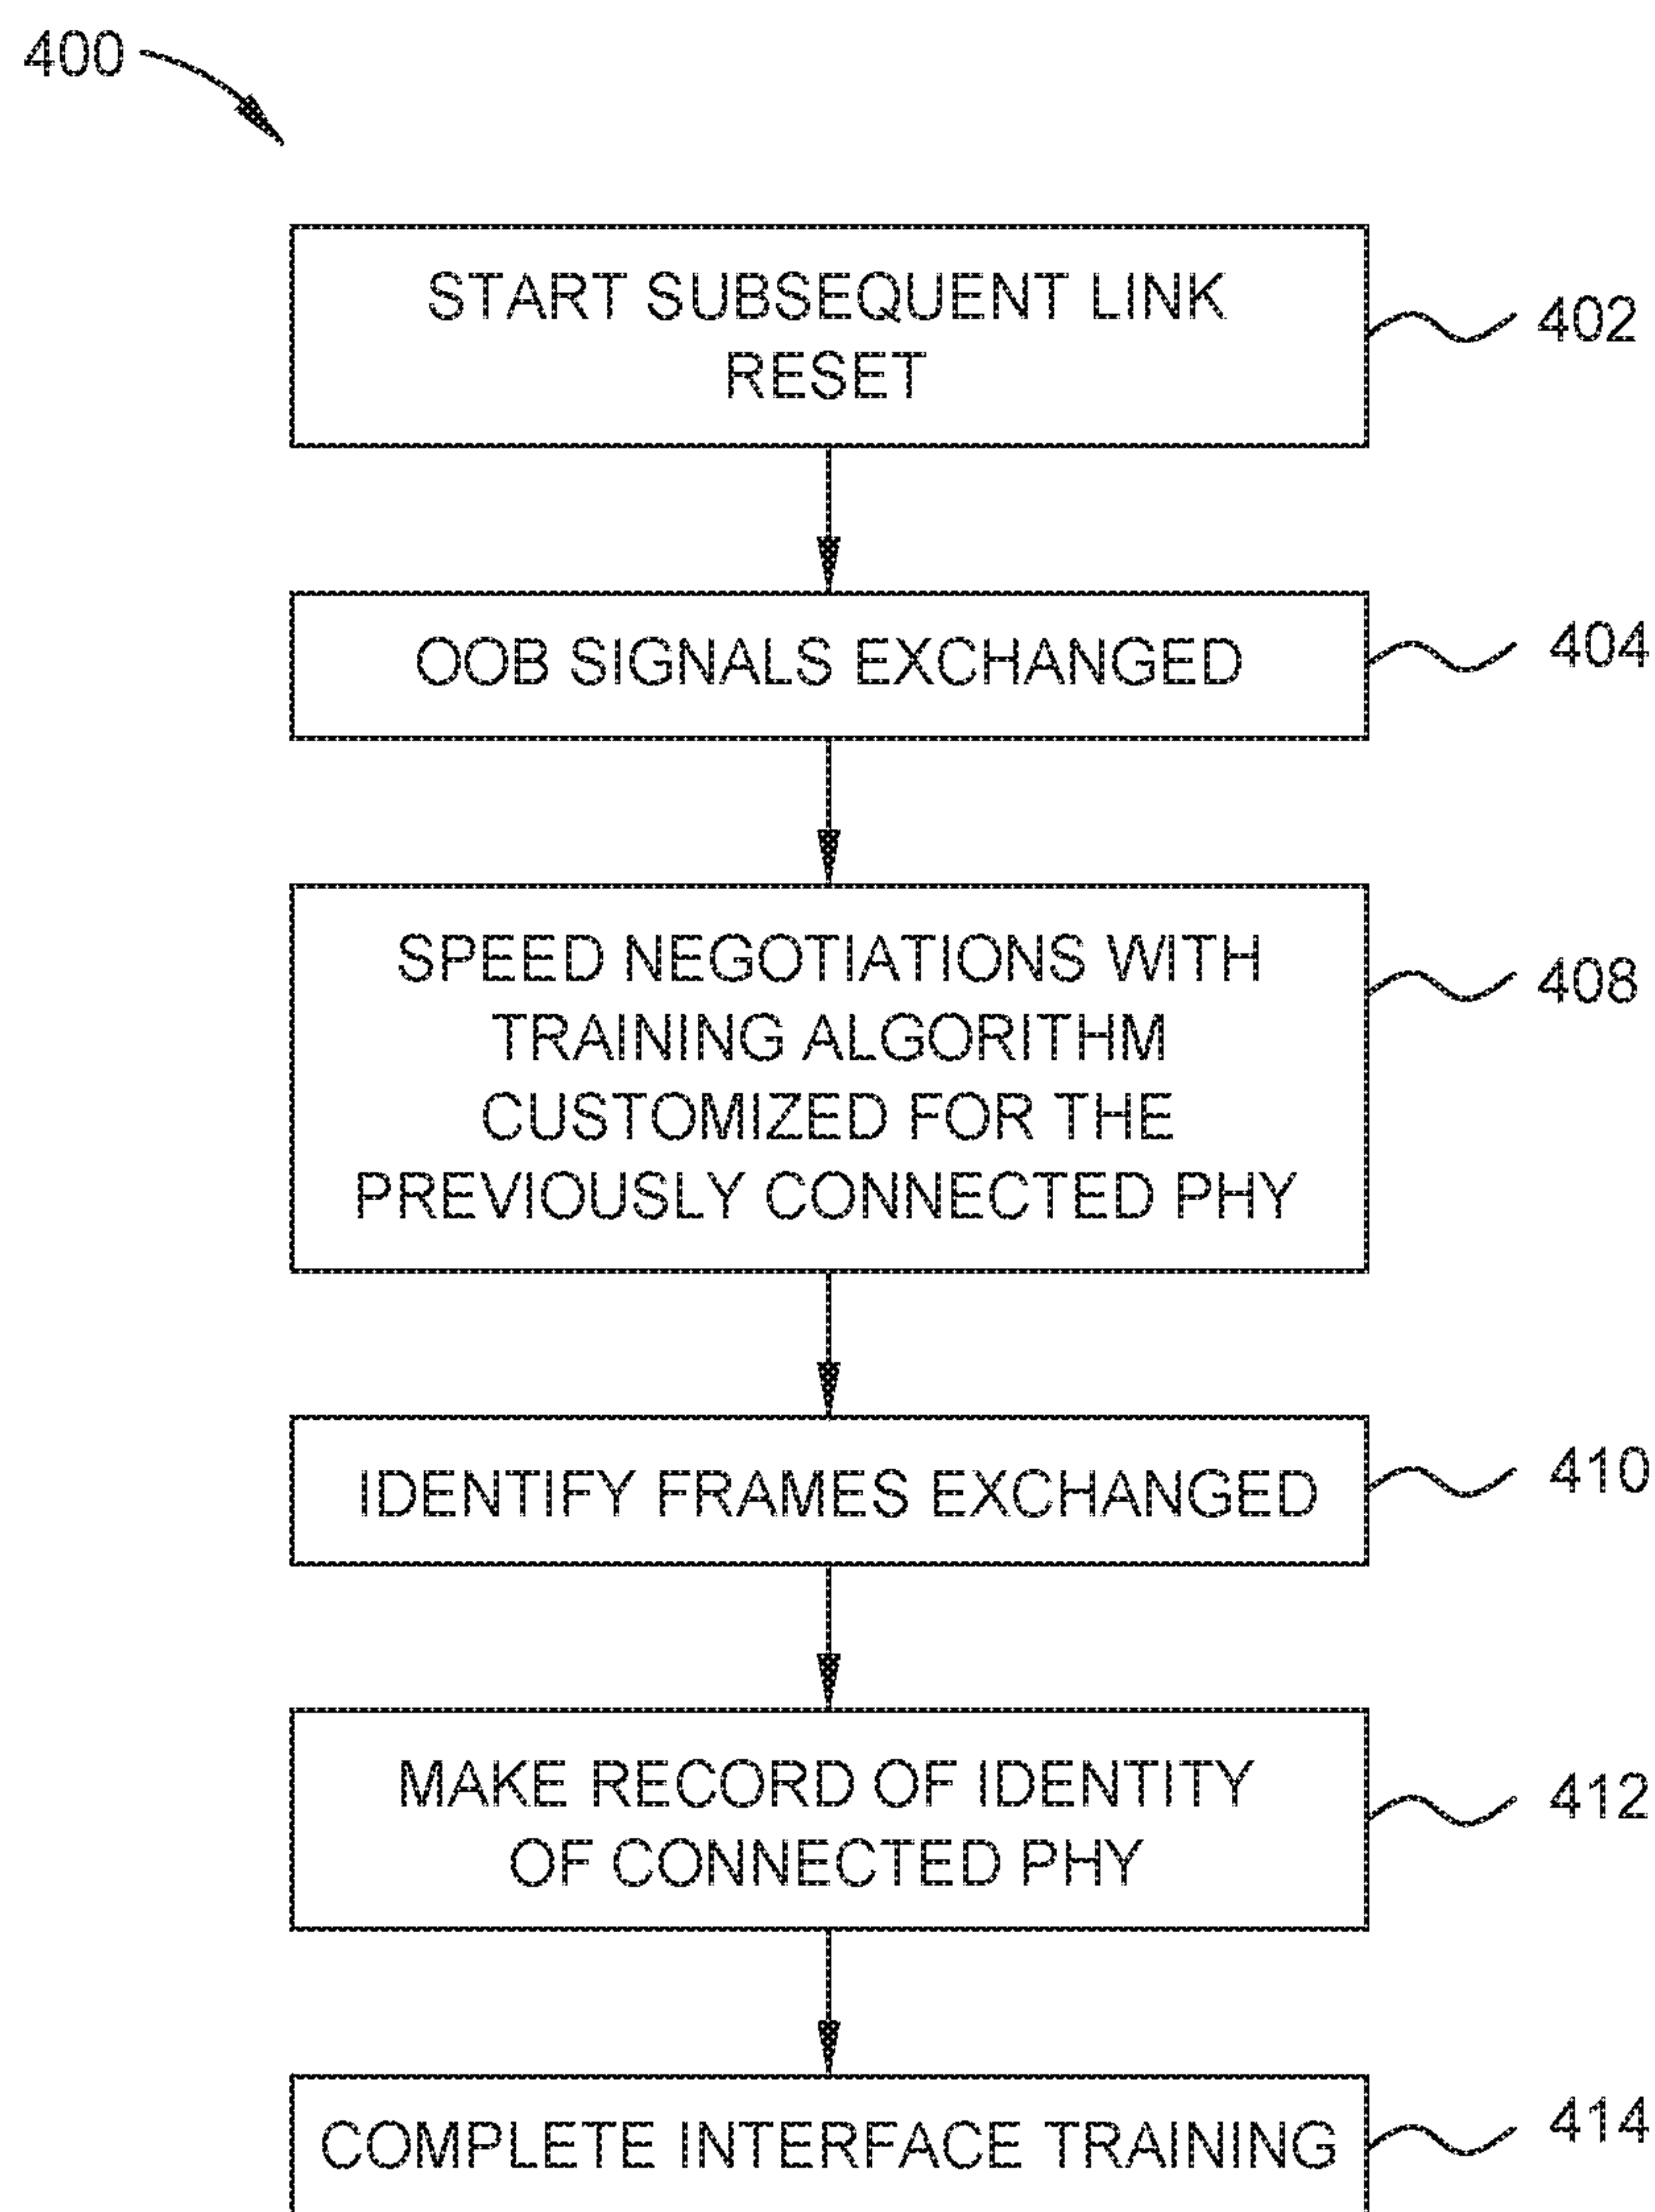 400
START SUBSEQUENT LINK
RESET
402
OOB SIGNALS EXCHANGED
404
SPEED NEGOTIATIONS WITH
TRAINING ALGORITHM
CUSTOMIZED FOR THE
PREVIOUSLY CONNECTED PHY
408
IDENTIFY FRAMES EXCHANGED
410
MAKE RECORD OF IDENTITY
OF CONNECTED PHY
412
COMPLETE INTERFACE TRAINING
414